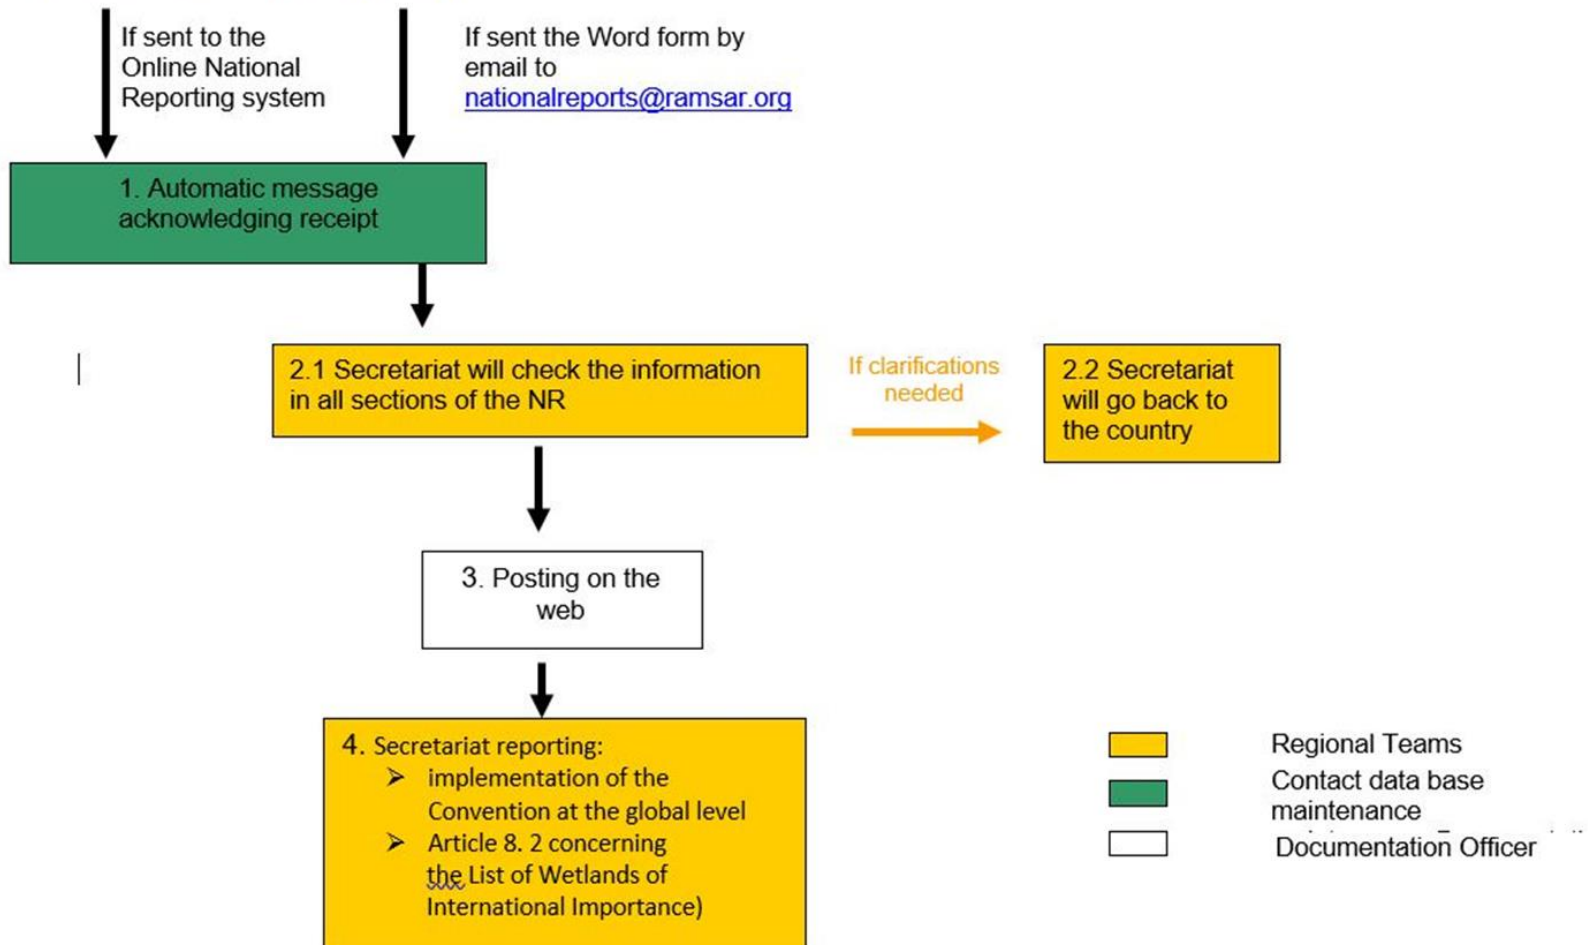 If sent to the
Online National
Reporting system
If sent the Word form by
email to
nationalreports@ramsar.org
1. Automatic message
acknowledging receipt
2.1 Secretariat will check the information
in all sections of the NR
If clarifications
needed
2.2 Secretariat
will go back to
the country
3. Posting on the
web
4. Secretariat reporting:
➢ implementation of the
Convention at the global level
➢ Article 8. 2 concerning
the List of Wetlands of
International Importance)
Regional Teams
Contact data base
maintenance
Documentation Officer